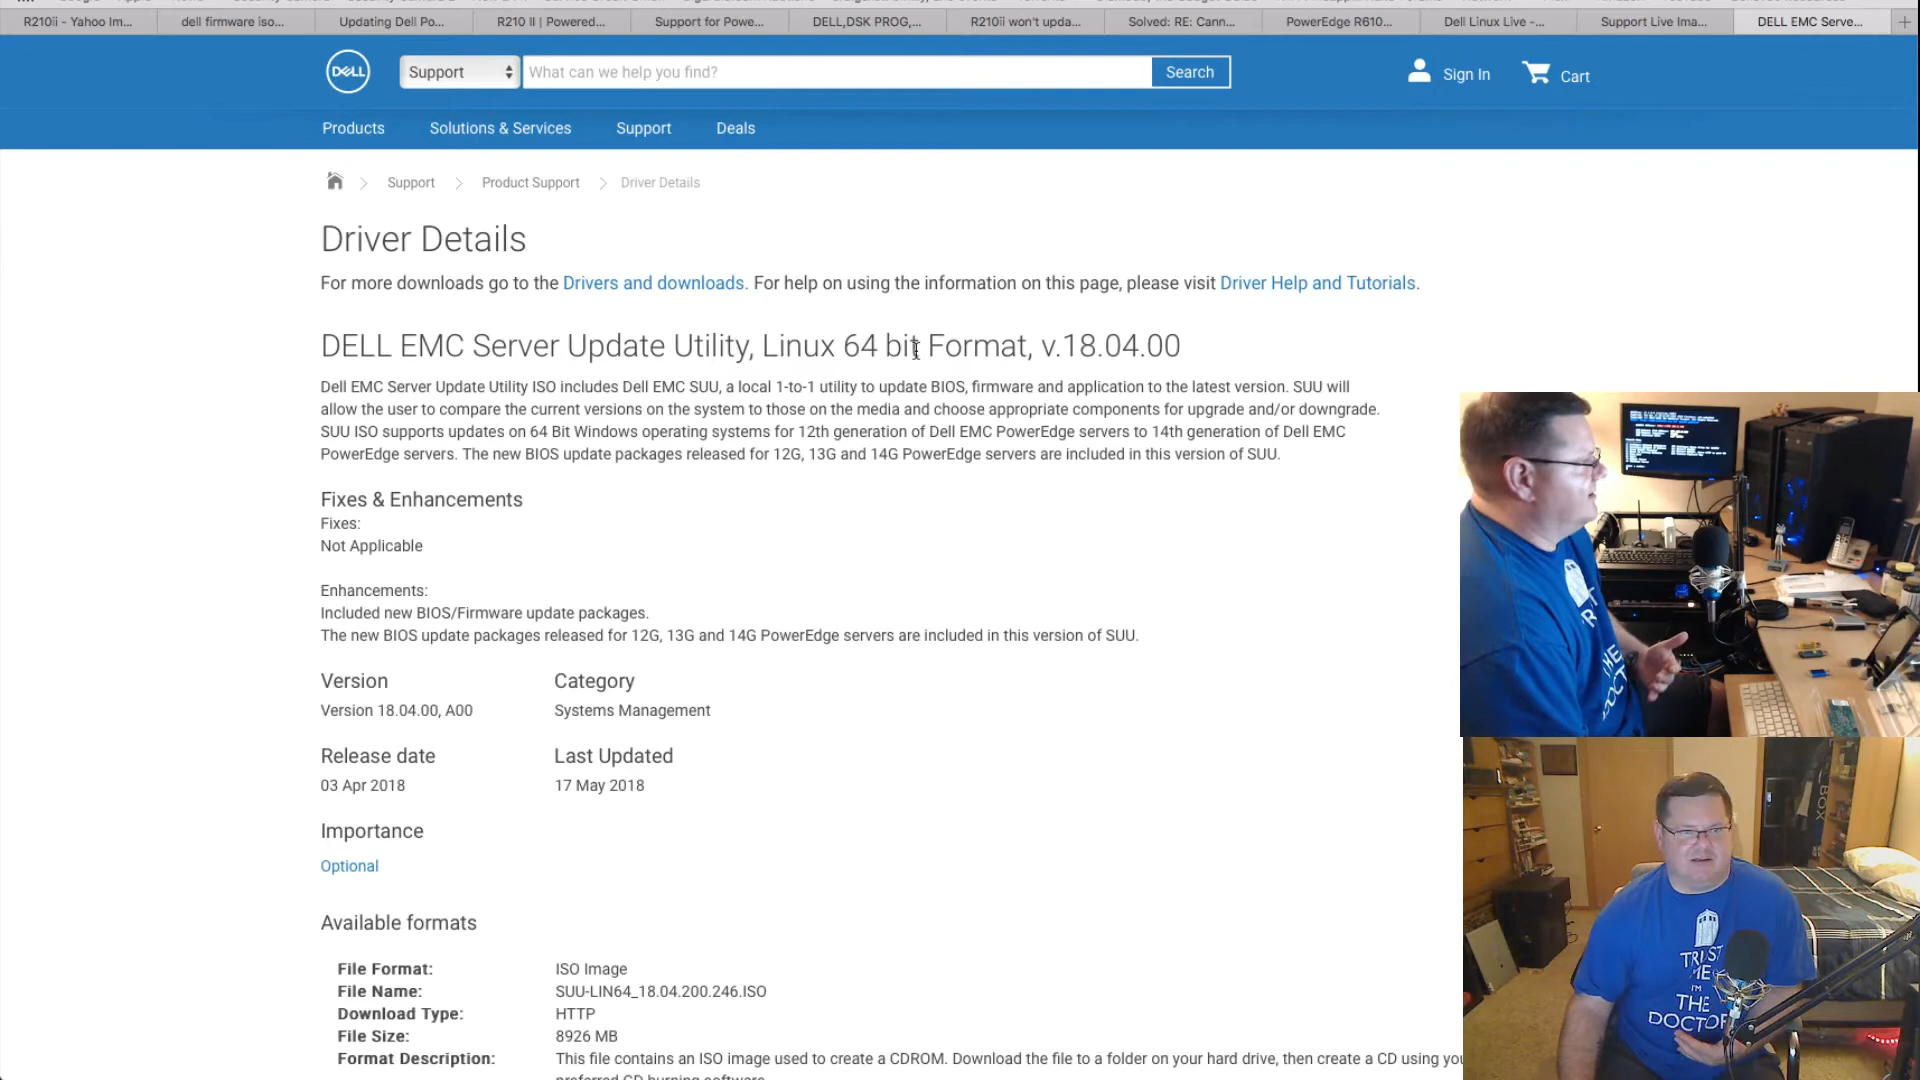 R210ii - Yahoo Im...
dell firmware iso...
Updating Dell Po...
R210 II | Powered...
Support for Powe...
DELL,DSK PROG,...
R210ii won't upda...
Solved: RE: Cann...
PowerEdge R610...
Dell Linux Live -...
Support Live Ima...
DELL EMC Serve...
DELL
Support
What can we help you find?
Search
Sign In
Cart
Products
Solutions & Services
Support
Deals
Support
Product Support
Driver Details
Driver Details
For more downloads go to the Drivers and downloads. For help on using the information on this page, please visit Driver Help and Tutorials.
DELL EMC Server Update Utility, Linux 64 bit Format, v.18.04.00
Dell EMC Server Update Utility ISO includes Dell EMC SUU, a local 1-to-1 utility to update BIOS, firmware and application to the latest version. SUU will
allow the user to compare the current versions on the system to those on the media and choose appropriate components for upgrade and/or downgrade.
SUU ISO supports updates on 64 Bit Windows operating systems for 12th generation of Dell EMC PowerEdge servers to 14th generation of Dell EMC
PowerEdge servers. The new BIOS update packages released for 12G, 13G and 14G PowerEdge servers are included in this version of SUU.
Fixes & Enhancements
Fixes:
Not Applicable
Enhancements:
Included new BIOS/Firmware update packages.
The new BIOS update packages released for 12G, 13G and 14G PowerEdge servers are included in this version of SUU.
Version
Category
Version 18.04.00, A00
Systems Management
Release date
Last Updated
03 Apr 2018
17 May 2018
Importance
Optional
Available formats
File Format: ISO Image
File Name: SUU-LIN64_18.04.200.246.ISO
Download Type: HTTP
File Size: 8926 MB
Format Description: This file contains an ISO image used to create a CDROM. Download the file to a folder on your hard drive, then create a CD using you
preferred CD burning software.
THE
DOCTO
BOX
TRUST
ME
I'M
THE
DOCTOR